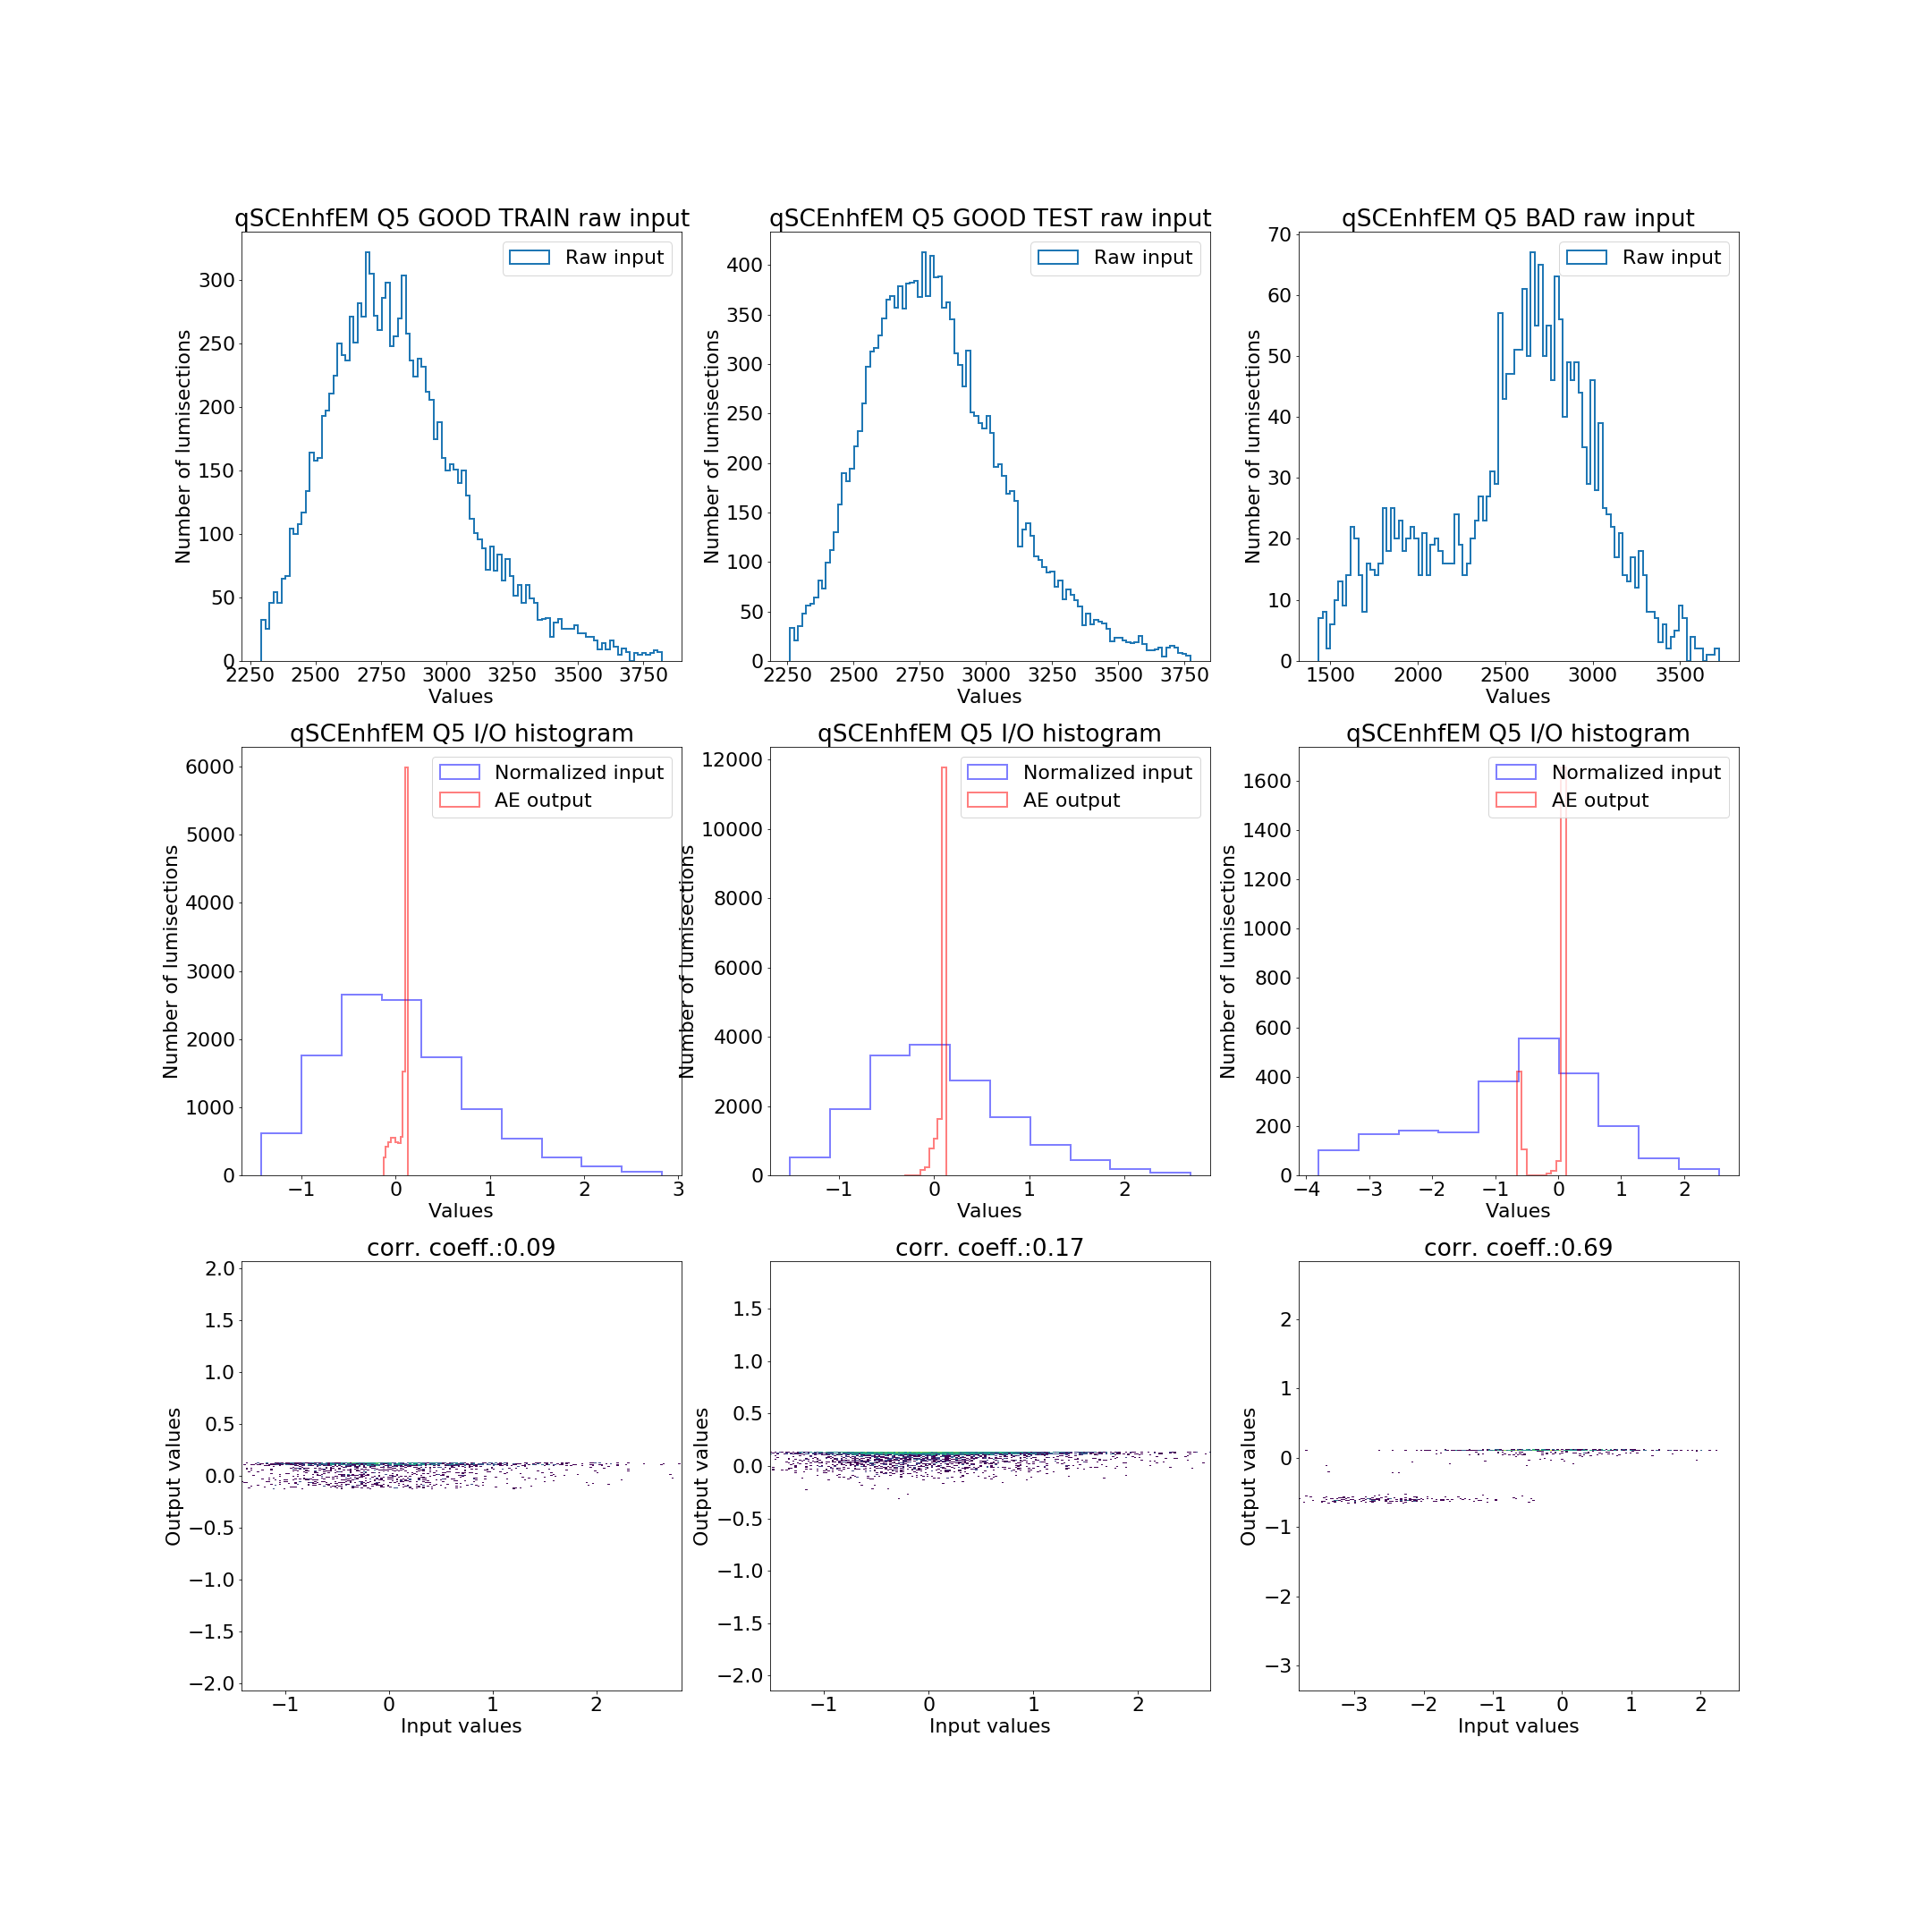 qSCEnhfEM Q5 GOOD TRAIN raw input
Raw input
Number of lumisections
300
250
200
150
100
50
0
2250 2500 2750 3000 3250 3500 3750
Values
qSCEnhfEM Q5 GOOD TEST raw input
Raw input
Number of lumisections
400
350
300
250
200
150
100
50
0
2250 2500 2750 3000 3250 3500 3750
Values
qSCEnhfEM Q5 BAD raw input
Raw input
Number of lumisections
70
60
50
40
30
20
10
0
1500 2000 2500 3000 3500
Values
qSCEnhfEM Q5 I/O histogram
Normalized input
AE output
Number of lumisections
6000
5000
4000
3000
2000
1000
0
−1 0 1 2 3
Values
qSCEnhfEM Q5 I/O histogram
Normalized input
AE output
Number of lumisections
12000
10000
8000
6000
4000
2000
0
−1 0 1 2
Values
qSCEnhfEM Q5 I/O histogram
Normalized input
AE output
Number of lumisections
1600
1400
1200
1000
800
600
400
200
0
−4 −3 −2 −1 0 1 2
Values
corr. coeff.:0.09
Output values
2.0
1.5
1.0
0.5
0.0
−0.5
−1.0
−1.5
−2.0
−1 0 1 2
Input values
corr. coeff.:0.17
Output values
1.5
1.0
0.5
0.0
−0.5
−1.0
−1.5
−2.0
−1 0 1 2
Input values
corr. coeff.:0.69
Output values
2
1
0
−1
−2
−3
−3 −2 −1 0 1 2
Input values